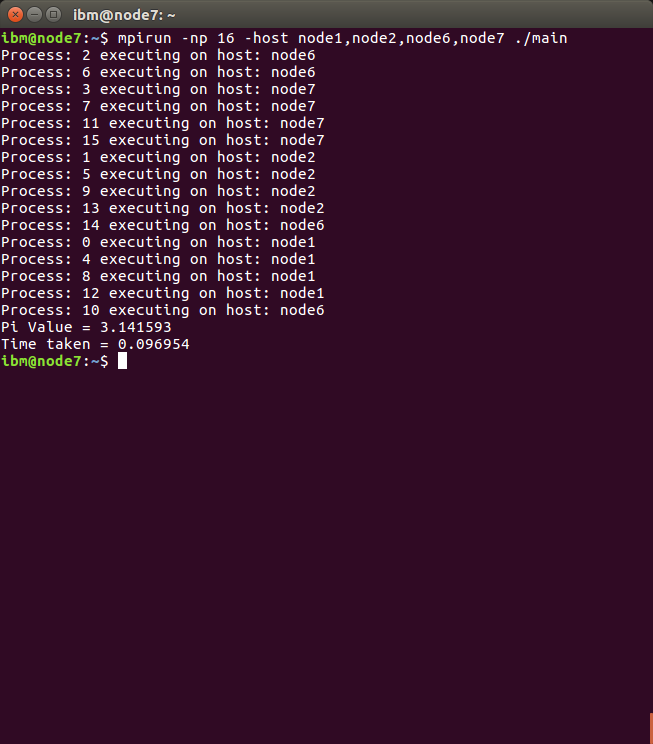 ibm@node7: ~
ibm@node7:~$ mpirun -np 16 -host node1,node2,node6,node7 ./main
Process: 2 executing on host: node6
Process: 6 executing on host: node6
Process: 3 executing on host: node7
Process: 7 executing on host: node7
Process: 11 executing on host: node7
Process: 15 executing on host: node7
Process: 1 executing on host: node2
Process: 5 executing on host: node2
Process: 9 executing on host: node2
Process: 13 executing on host: node2
Process: 14 executing on host: node6
Process: 0 executing on host: node1
Process: 4 executing on host: node1
Process: 8 executing on host: node1
Process: 12 executing on host: node1
Process: 10 executing on host: node6
Pi Value = 3.141593
Time taken = 0.096954
ibm@node7:~$